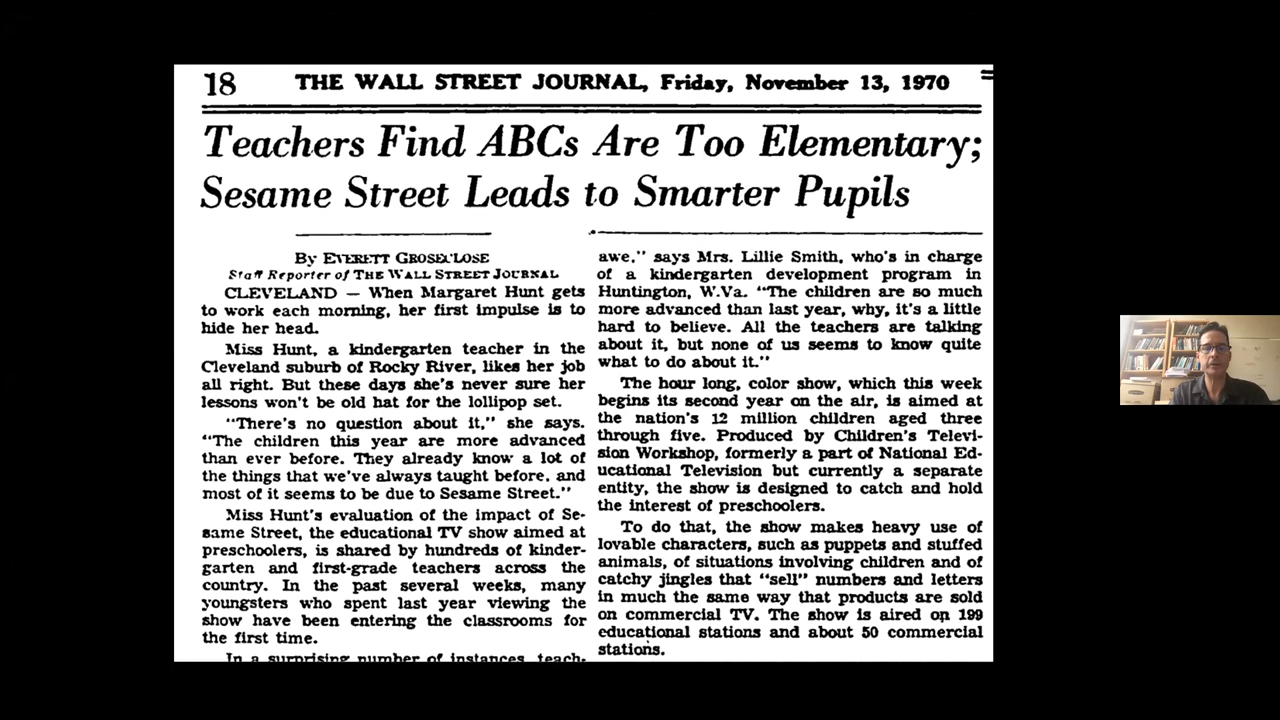 18 THE WALL STREET JOURNAL, Friday, November 13, 1970
Teachers Find ABCs Are Too Elementary;
Sesame Street Leads to Smarter Pupils
By EVERETT GROSECLOSE
Staff Reporter of THE WALL STREET JOURNAL
CLEVELAND — When Margaret Hunt gets
to work each morning, her first impulse is to
hide her head.
Miss Hunt, a kindergarten teacher in the
Cleveland suburb of Rocky River, likes her job
all right. But these days she's never sure her
lessons won't be old hat for the lollipop set.
"There's no question about it," she says.
"The children this year are more advanced
than ever before. They already know a lot of
the things that we've always taught before, and
most of it seems to be due to Sesame Street."
Miss Hunt's evaluation of the impact of Se-
same Street, the educational TV show aimed at
preschoolers, is shared by hundreds of kinder-
garten and first-grade teachers across the
country. In the past several weeks, many
youngsters who spent last year viewing the
show have been entering the classrooms for
the first time.
In a surprising number of instances, teach-
awe," says Mrs. Lillie Smith, who's in charge
of a kindergarten development program in
Huntington, W.Va. "The children are so much
more advanced than last year, why, it's a little
hard to believe. All the teachers are talking
about it, but none of us seems to know quite
what to do about it."
The hour long, color show, which this week
begins its second year on the air, is aimed at
the nation's 12 million children aged three
through five. Produced by Children's Televi-
sion Workshop, formerly a part of National Ed-
ucational Television but currently a separate
entity, the show is designed to catch and hold
the interest of preschoolers.
To do that, the show makes heavy use of
lovable characters, such as puppets and stuffed
animals, of situations involving children and of
catchy jingles that "sell" numbers and letters
in much the same way that products are sold
on commercial TV. The show is aired on 199
educational stations and about 50 commercial
stations.